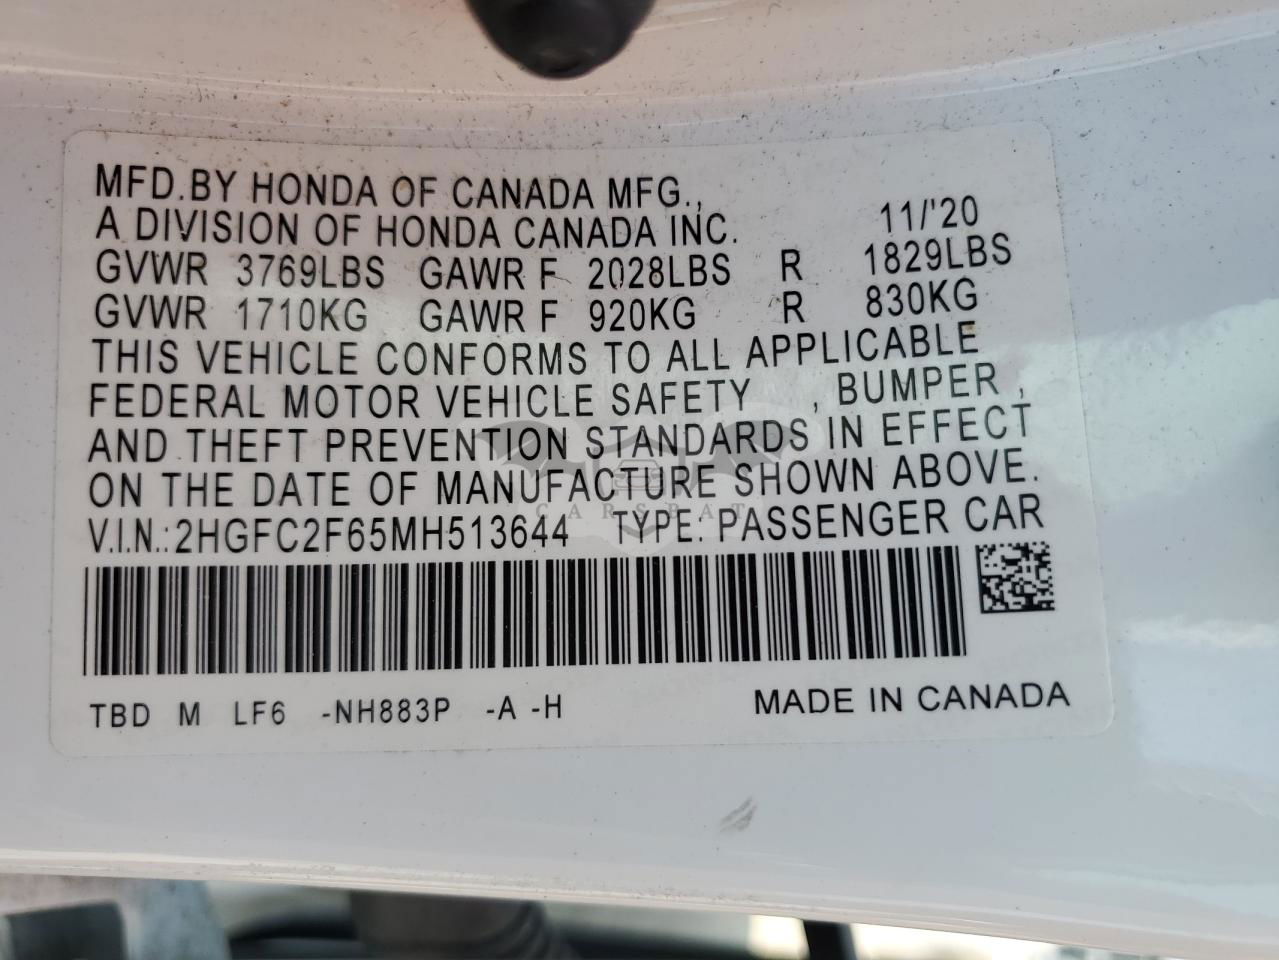 MFD.BY HONDA OF CANADA MFG.,
A DIVISION OF HONDA CANADA INC. 11/'20
GVWR 3769LBS GAWR F 2028LBS R 1829LBS
GVWR 1710KG GAWR F 920KG R 830KG
THIS VEHICLE CONFORMS TO ALL APPLICABLE
FEDERAL MOTOR VEHICLE SAFETY , BUMPER ,
AND THEFT PREVENTION STANDARDS IN EFFECT
ON THE DATE OF MANUFACTURE SHOWN ABOVE.
CARSBAT
V.I.N.:2HGFC2F65MH513644 TYPE: PASSENGER CAR
TBD M LF6 -NH883P -A -H MADE IN CANADA